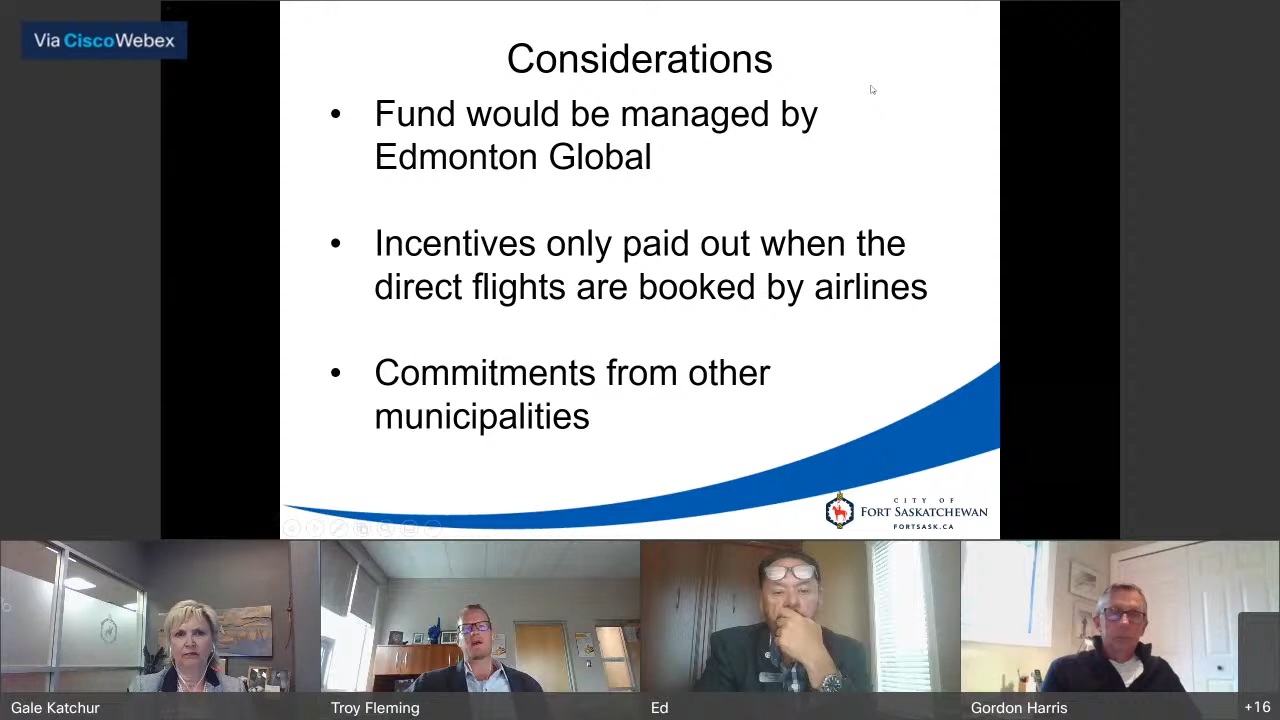 Via Cisco Webex
Considerations
• Fund would be managed by
Edmonton Global
• Incentives only paid out when the
direct flights are booked by airlines
• Commitments from other
municipalities
CITY OF
FORT SASKATCHEWAN
FORTSASK.CA
Gale Katchur
Troy Fleming
Ed
Gordon Harris
+16